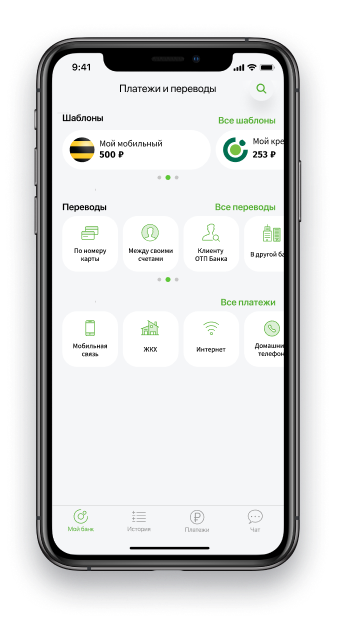 9:41
Платежи и переводы
Шаблоны
Все шаблоны
Мой мобильный
500 ₽
Мой кре
253 ₽
Переводы
Все переводы
По номеру
карты
Между своими
счетами
Клиенту
ОТП Банка
В другой ба
Все платежи
Мобильная
связь
ЖКХ
Интернет
Домашни
телефон
Мой банк
История
Платежи
Чат